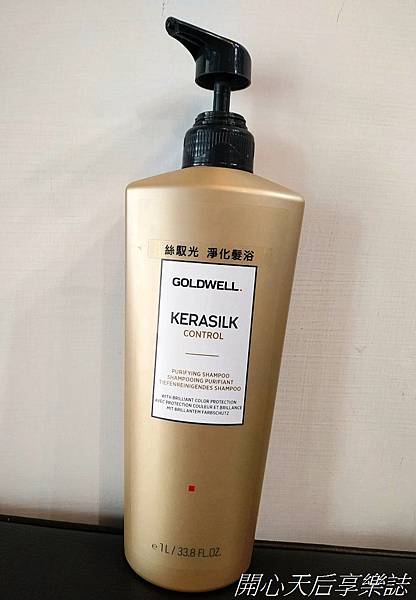 絲馭光 淨化髮浴
GOLDWELL.
KERASILK
CONTROL
PURIFYING SHAMPOO
SHAMPOOING PURIFIANT
TIEFENREINIGENDES SHAMPOO
WITH BRILLIANT COLOR PROTECTION
AVEC PROTECTION COULEUR ET BRILLANCE
MIT BRILLANTEM FARBSCHUTZ
℮ 1L / 33.8 FL.OZ.
開心天后享樂誌